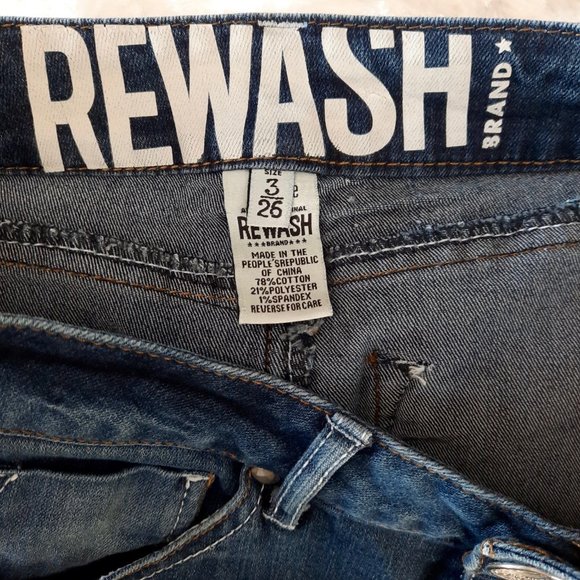 REWASH
BRAND ★
SIZE
3
26
REWASH
★★★BRAND★★★
MADE IN THE
PEOPLE'SREPUBLIC
OF CHINA
78%COTTON
21%POLYESTER
1%SPANDEX
REVERSE FOR CARE